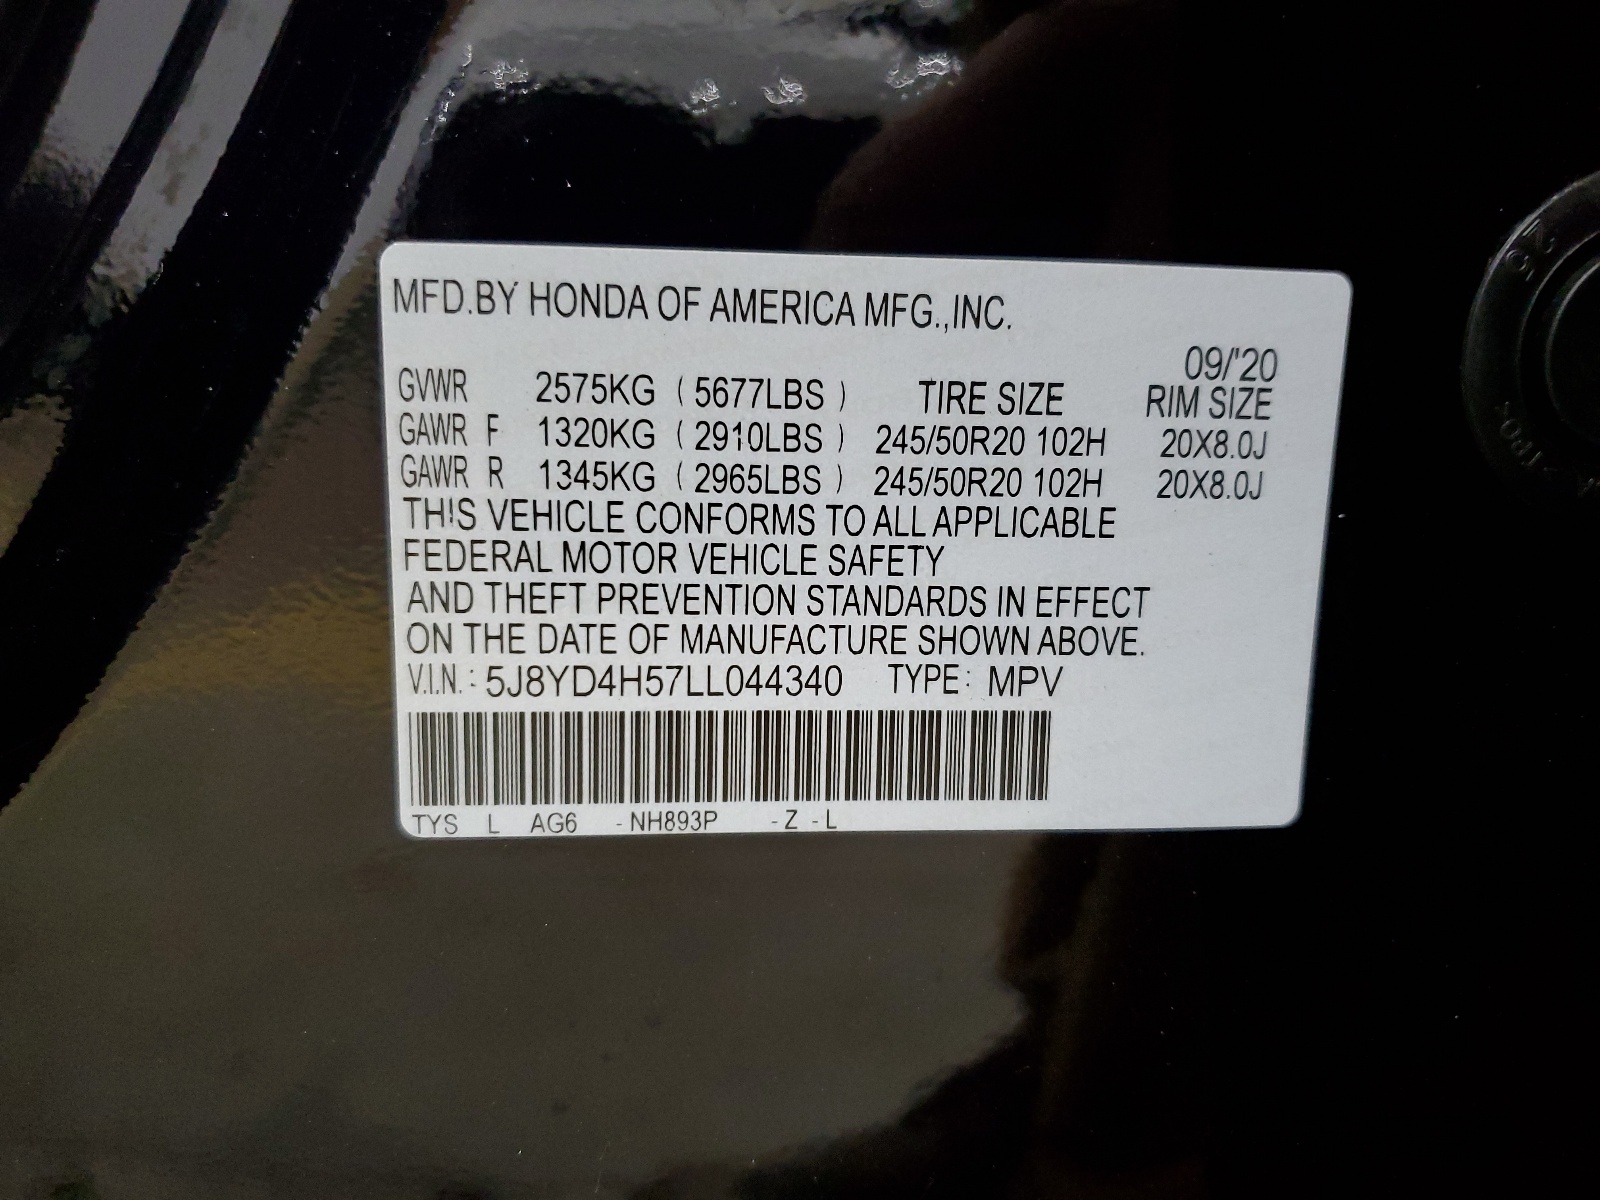 MFD.BY HONDA OF AMERICA MFG.,INC.
09/'20
GVWR 2575KG (5677LBS) TIRE SIZE RIM SIZE
GAWR F 1320KG (2910LBS) 245/50R20 102H 20X8.0J
GAWR R 1345KG (2965LBS) 245/50R20 102H 20X8.0J
THIS VEHICLE CONFORMS TO ALL APPLICABLE
FEDERAL MOTOR VEHICLE SAFETY
AND THEFT PREVENTION STANDARDS IN EFFECT
ON THE DATE OF MANUFACTURE SHOWN ABOVE.
V.I.N.: 5J8YD4H57LL044340 TYPE: MPV
TYS L AG6 -NH893P -Z -L